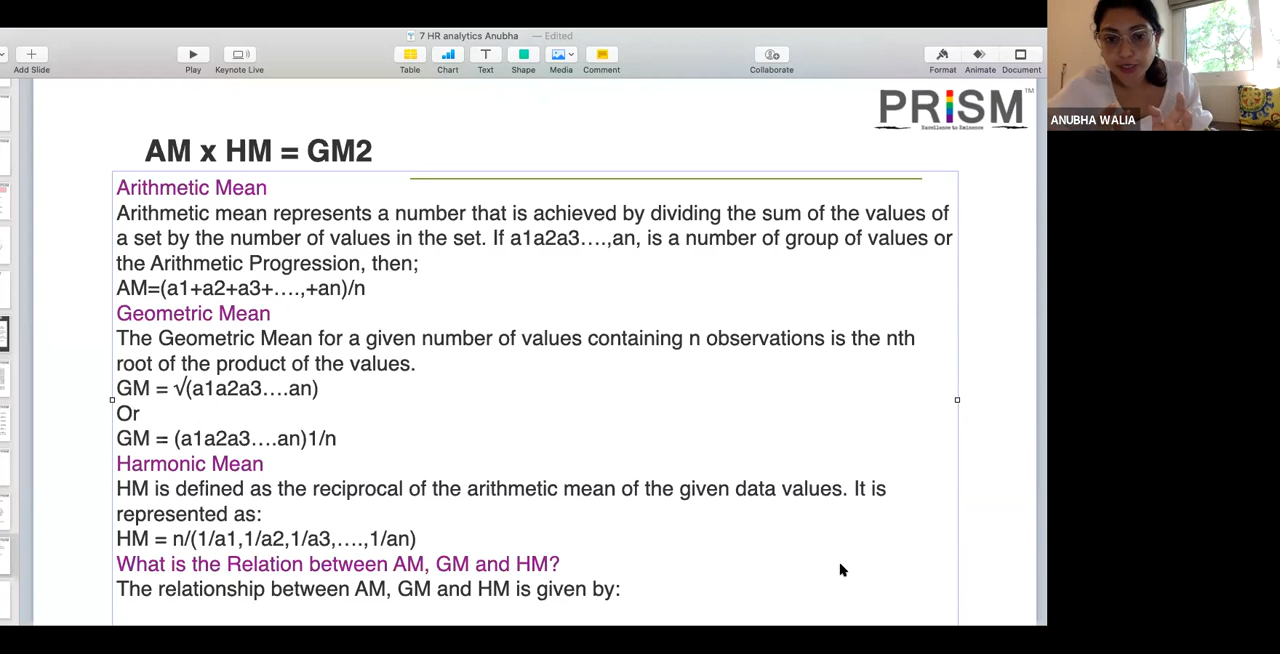 7 HR analytics Anubha — Edited
Add Slide
Play
Keynote Live
Table
Chart
Text
Shape
Media
Comment
Collaborate
Format
Animate
Document
PRiSM™
Excellence to Eminence
ANUBHA WALIA
AM x HM = GM2
Arithmetic Mean
Arithmetic mean represents a number that is achieved by dividing the sum of the values of
a set by the number of values in the set. If a1a2a3….,an, is a number of group of values or
the Arithmetic Progression, then;
AM=(a1+a2+a3+….,+an)/n
Geometric Mean
The Geometric Mean for a given number of values containing n observations is the nth
root of the product of the values.
GM = √(a1a2a3….an)
Or
GM = (a1a2a3….an)1/n
Harmonic Mean
HM is defined as the reciprocal of the arithmetic mean of the given data values. It is
represented as:
HM = n/(1/a1,1/a2,1/a3,….,1/an)
What is the Relation between AM, GM and HM?
The relationship between AM, GM and HM is given by: